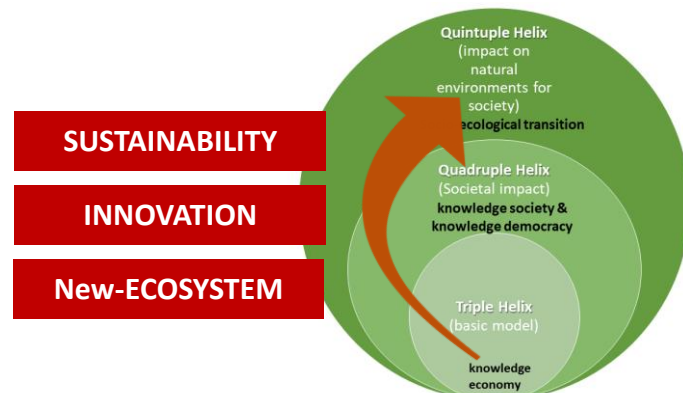 SUSTAINABILITY
INNOVATION
New-ECOSYSTEM
Quintuple Helix
(impact on
natural
environments for
society)
ecological transition
Quadruple Helix
(Societal impact)
knowledge society &
knowledge democracy
Triple Helix
(basic model)
knowledge
economy